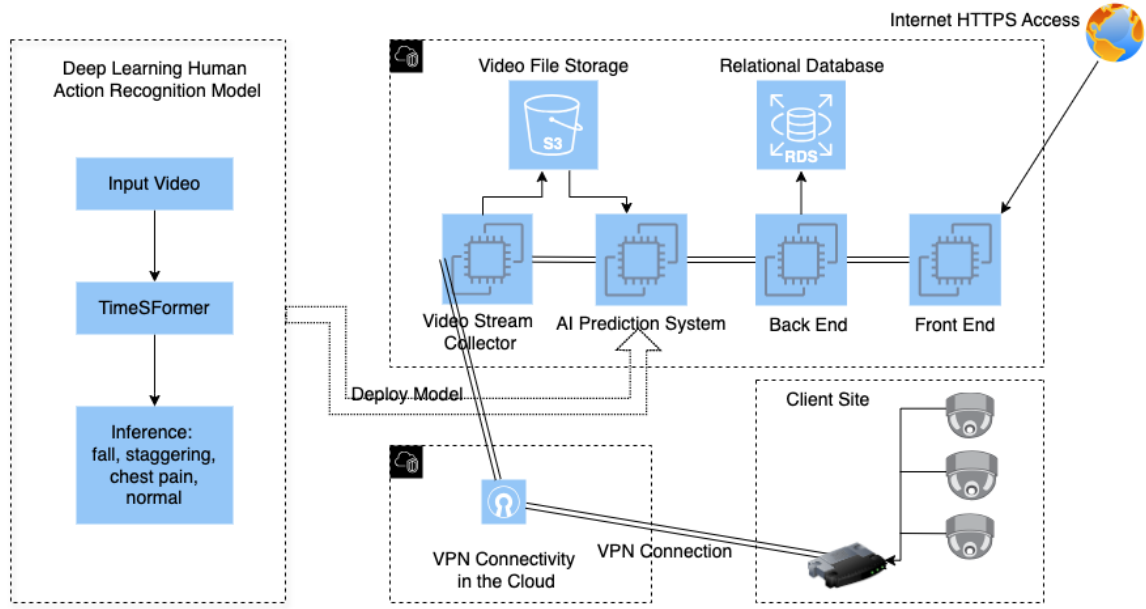 Internet HTTPS Access
Deep Learning Human
Action Recognition Model
Input Video
TimeSFormer
Inference:
fall, staggering,
chest pain,
normal
Video File Storage
S3
Relational Database
RDS
Video Stream
Collector
AI Prediction System
Back End
Front End
Deploy Model
Client Site
VPN Connection
VPN Connectivity
in the Cloud